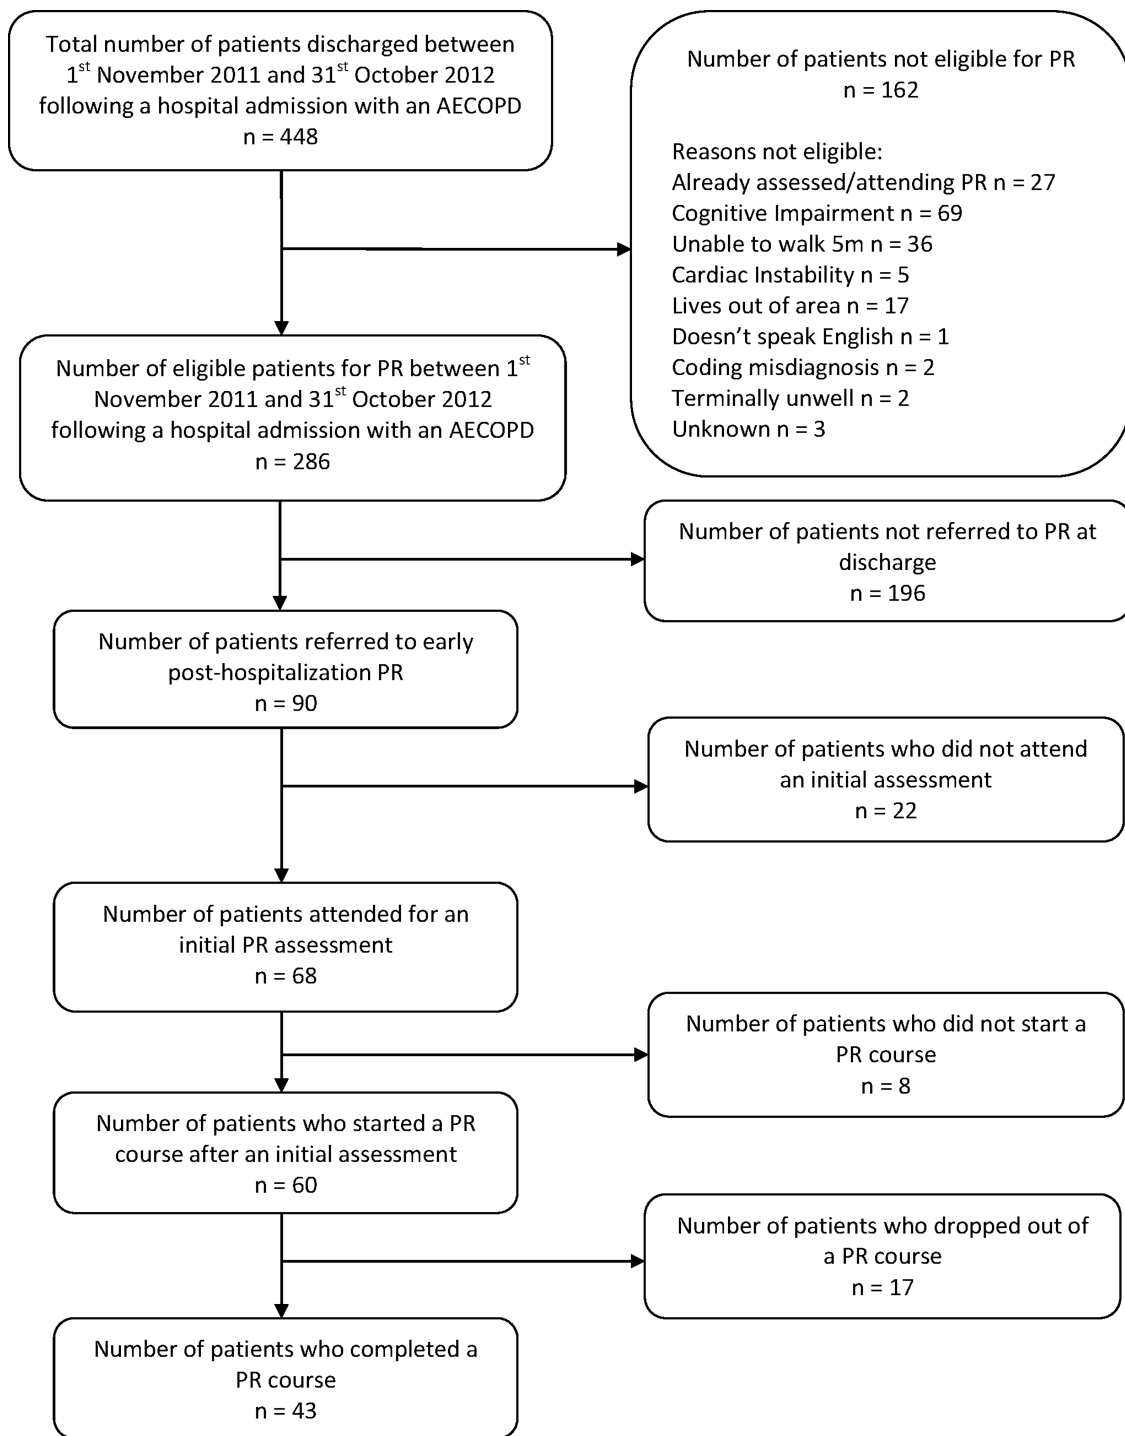 Total number of patients discharged between
1st November 2011 and 31st October 2012
following a hospital admission with an AECOPD
n = 448
Number of patients not eligible for PR
n = 162
Reasons not eligible:
Already assessed/attending PR n = 27
Cognitive Impairment n = 69
Unable to walk 5m n = 36
Cardiac Instability n = 5
Lives out of area n = 17
Doesn’t speak English n = 1
Coding misdiagnosis n = 2
Terminally unwell n = 2
Unknown n = 3
Number of eligible patients for PR between 1st
November 2011 and 31st October 2012
following a hospital admission with an AECOPD
n = 286
Number of patients not referred to PR at
discharge
n = 196
Number of patients referred to early
post-hospitalization PR
n = 90
Number of patients who did not attend
an initial assessment
n = 22
Number of patients attended for an
initial PR assessment
n = 68
Number of patients who did not start a
PR course
n = 8
Number of patients who started a PR
course after an initial assessment
n = 60
Number of patients who dropped out of
a PR course
n = 17
Number of patients who completed a
PR course
n = 43